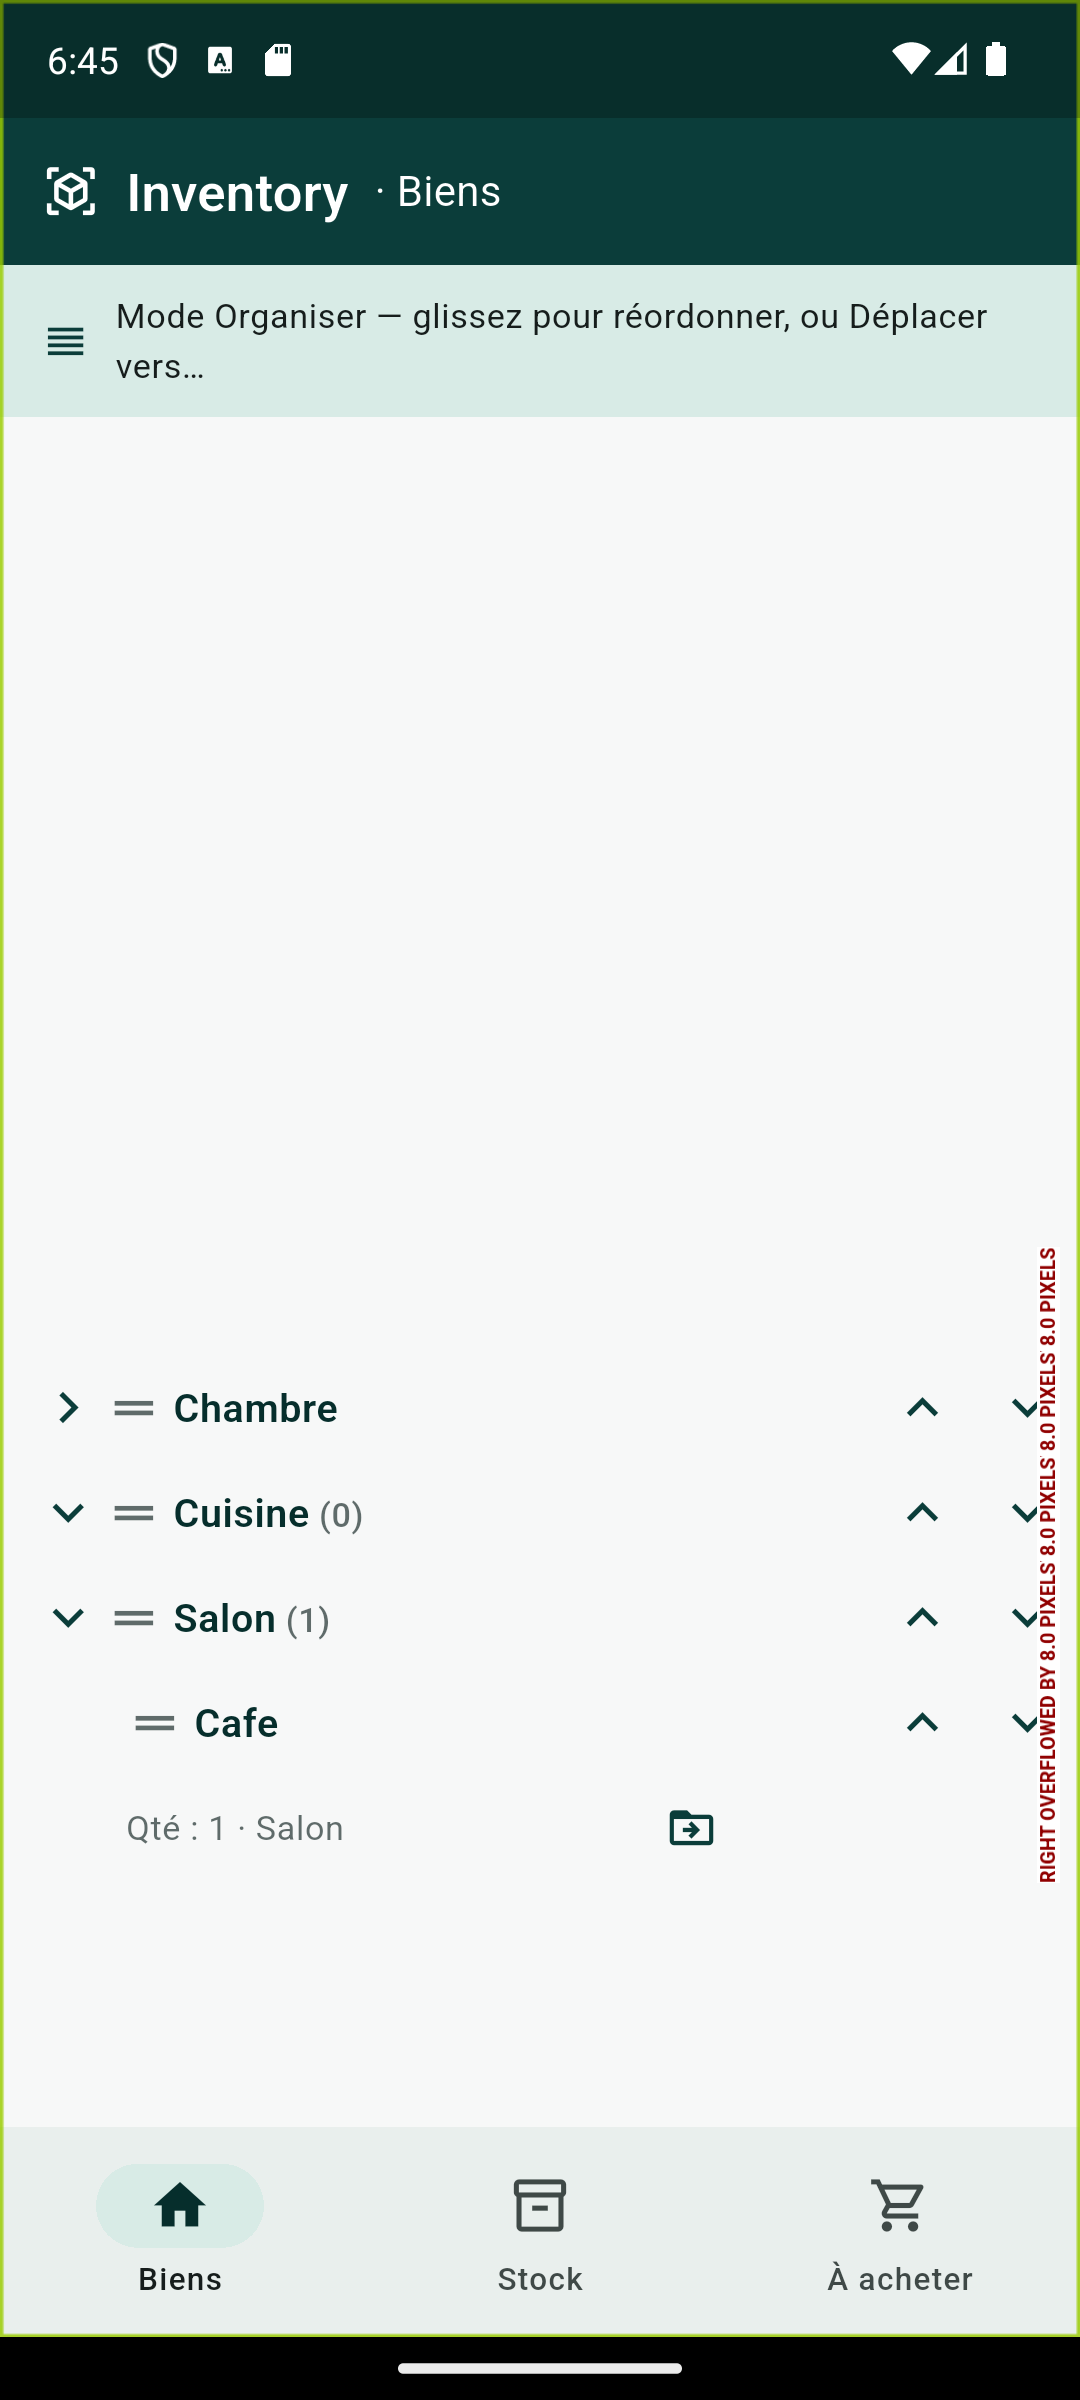 6:45
Inventory · Biens
Mode Organiser — glissez pour réordonner, ou Déplacer
vers…
Chambre
Cuisine (0)
Salon (1)
Cafe
Qté : 1 · Salon
RIGHT OVERFLOWED BY 8.0 PIXELS
8.0 PIXELS
8.0 PIXELS
8.0 PIXELS
Biens
Stock
À acheter